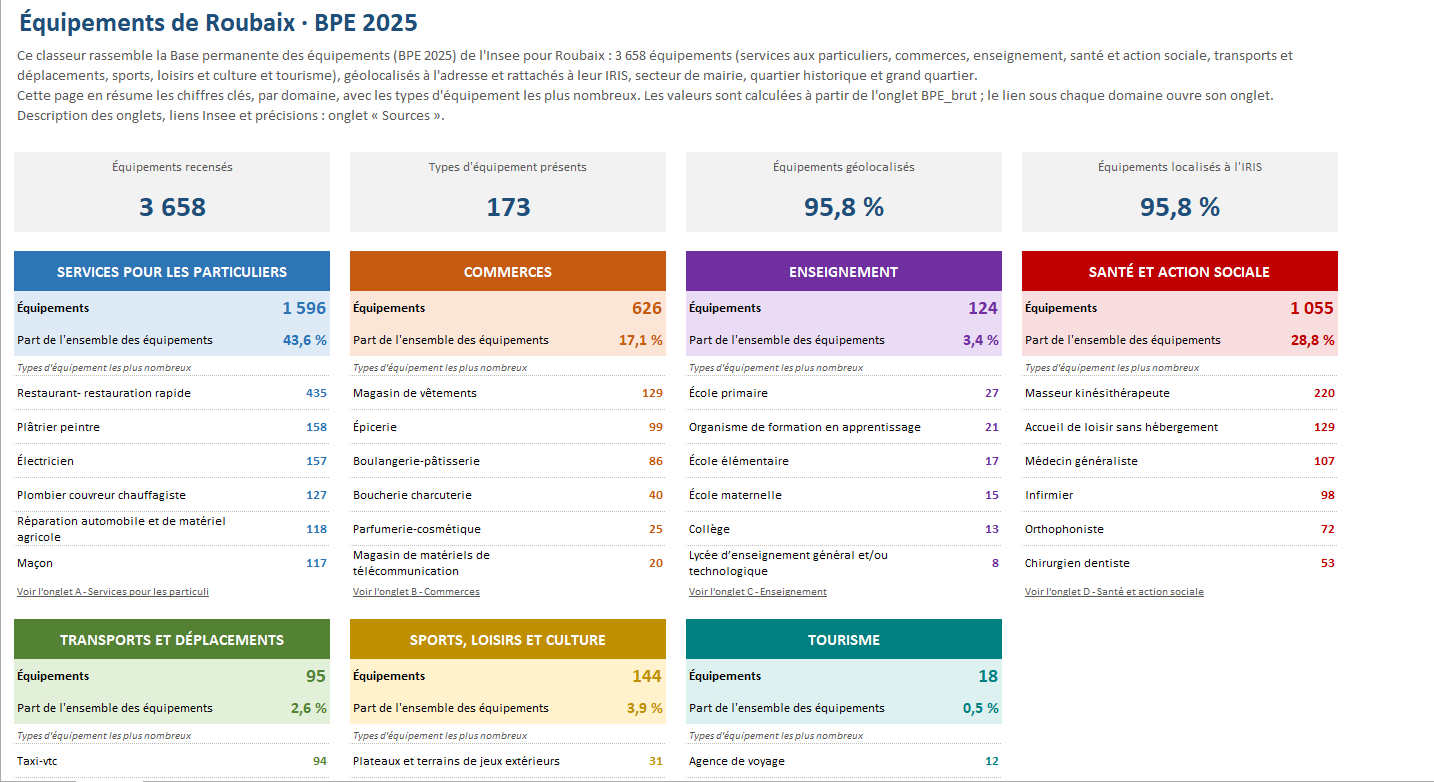 Équipements de Roubaix · BPE 2025
Ce classeur rassemble la Base permanente des équipements (BPE 2025) de l'Insee pour Roubaix : 3 658 équipements (services aux particuliers, commerces, enseignement, santé et action sociale, transports et
déplacements, sports, loisirs et culture et tourisme), géolocalisés à l'adresse et rattachés à leur IRIS, secteur de mairie, quartier historique et grand quartier.
Cette page en résume les chiffres clés, par domaine, avec les types d'équipement les plus nombreux. Les valeurs sont calculées à partir de l'onglet BPE_brut ; le lien sous chaque domaine ouvre son onglet.
Description des onglets, liens Insee et précisions : onglet « Sources ».
Équipements recensés
3 658
Types d'équipement présents
173
Équipements géolocalisés
95,8 %
Équipements localisés à l'IRIS
95,8 %
SERVICES POUR LES PARTICULIERS
Équipements 1 596
Part de l'ensemble des équipements 43,6 %
Types d'équipement les plus nombreux
Restaurant- restauration rapide 435
Plâtrier peintre 158
Électricien 157
Plombier couvreur chauffagiste 127
Réparation automobile et de matériel
agricole 118
Maçon 117
Voir l'onglet A - Services pour les particuli
COMMERCES
Équipements 626
Part de l'ensemble des équipements 17,1 %
Types d'équipement les plus nombreux
Magasin de vêtements 129
Épicerie 99
Boulangerie-pâtisserie 86
Boucherie charcuterie 40
Parfumerie-cosmétique 25
Magasin de matériels de
télécommunication 20
Voir l'onglet B - Commerces
ENSEIGNEMENT
Équipements 124
Part de l'ensemble des équipements 3,4 %
Types d'équipement les plus nombreux
École primaire 27
Organisme de formation en apprentissage 21
École élémentaire 17
École maternelle 15
Collège 13
Lycée d’enseignement général et/ou
technologique 8
Voir l'onglet C - Enseignement
SANTÉ ET ACTION SOCIALE
Équipements 1 055
Part de l'ensemble des équipements 28,8 %
Types d'équipement les plus nombreux
Masseur kinésithérapeute 220
Accueil de loisir sans hébergement 129
Médecin généraliste 107
Infirmier 98
Orthophoniste 72
Chirurgien dentiste 53
Voir l'onglet D - Santé et action sociale
TRANSPORTS ET DÉPLACEMENTS
Équipements 95
Part de l'ensemble des équipements 2,6 %
Types d'équipement les plus nombreux
Taxi-vtc 94
SPORTS, LOISIRS ET CULTURE
Équipements 144
Part de l'ensemble des équipements 3,9 %
Types d'équipement les plus nombreux
Plateaux et terrains de jeux extérieurs 31
TOURISME
Équipements 18
Part de l'ensemble des équipements 0,5 %
Types d'équipement les plus nombreux
Agence de voyage 12